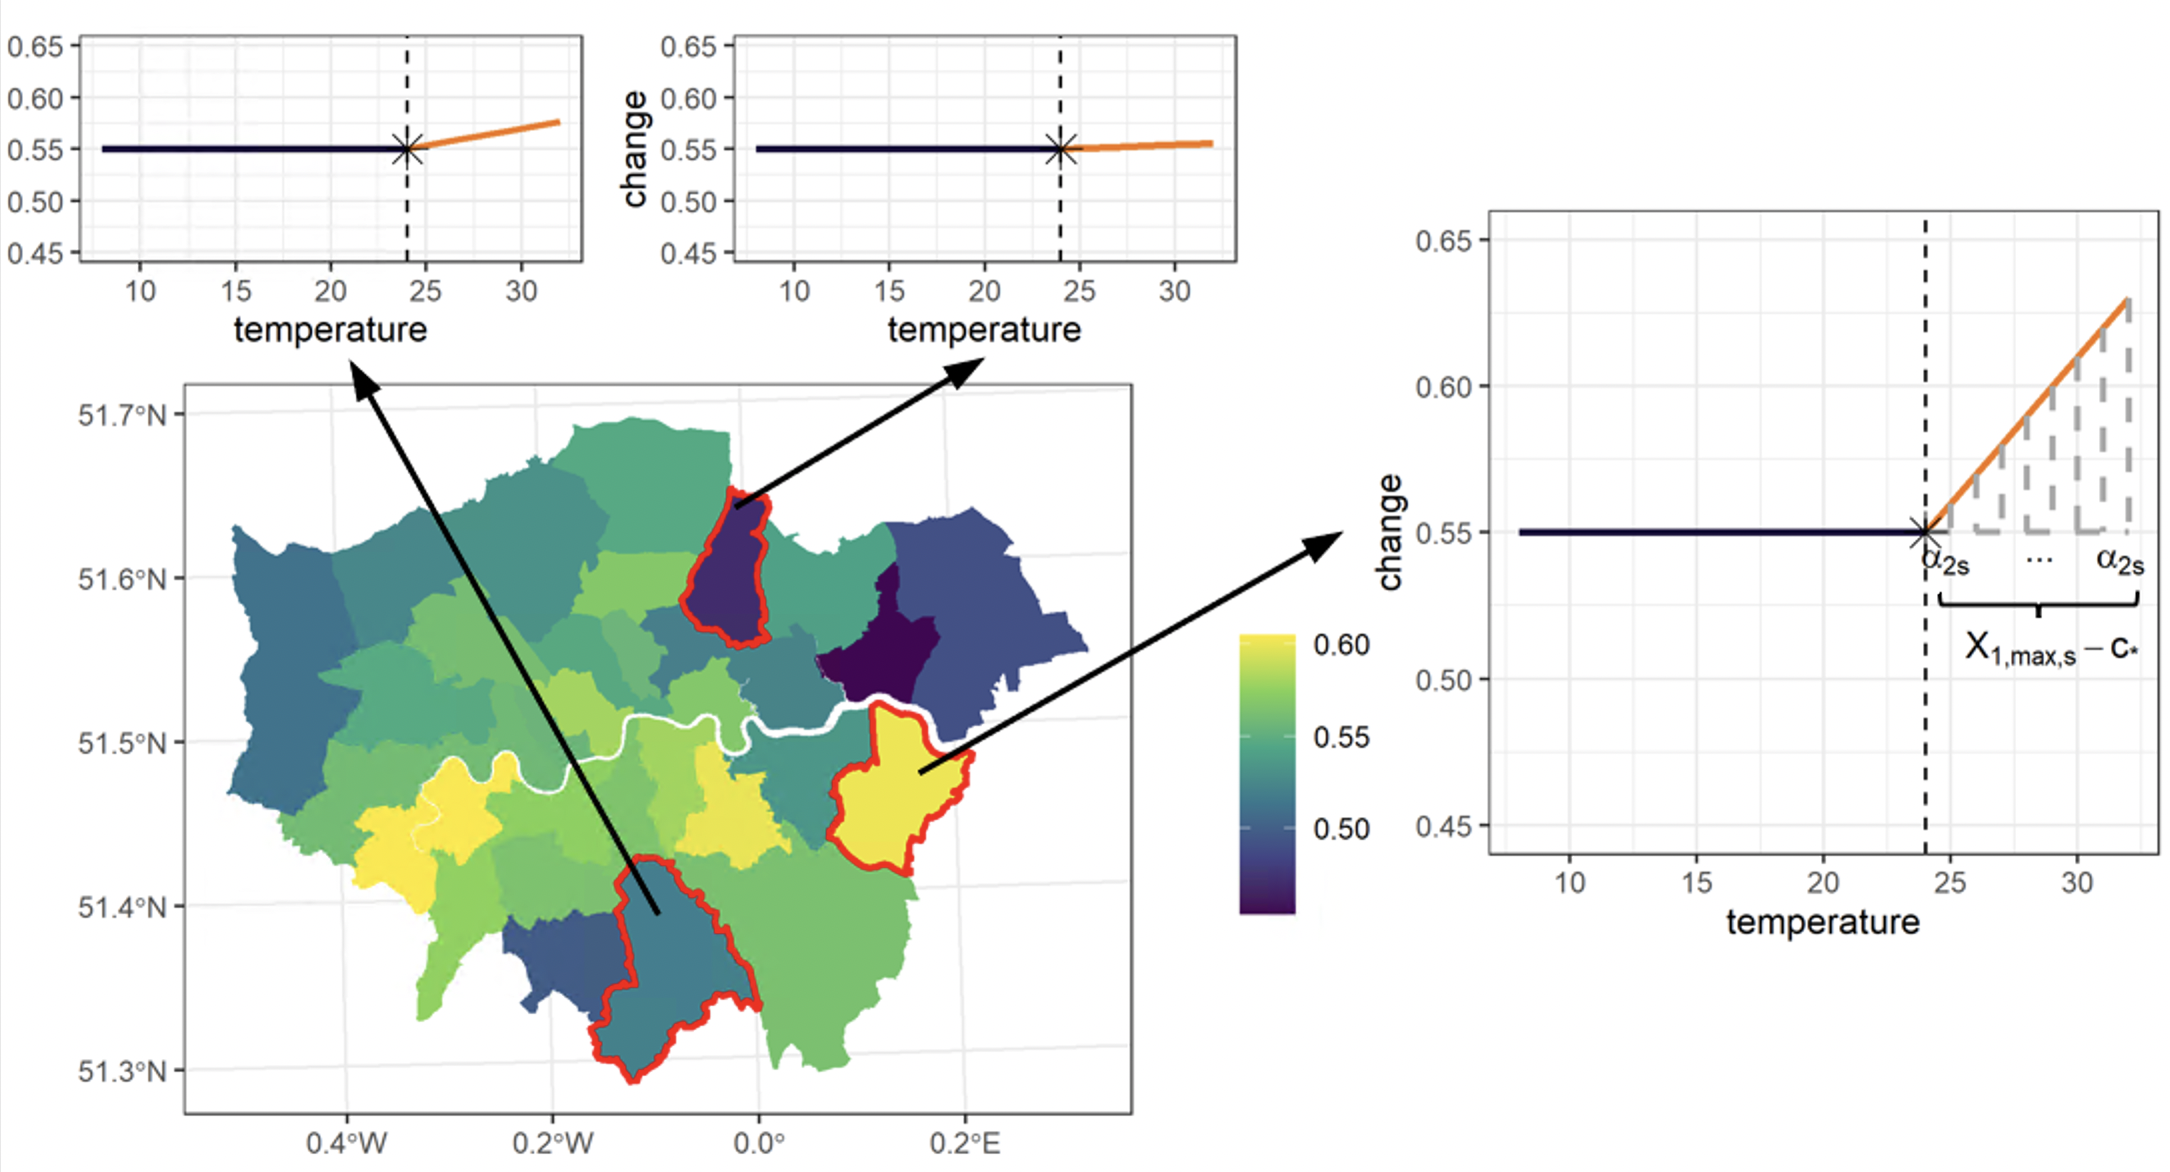 0.65
0.60
0.55
0.50
0.45
10 15 20 25 30
temperature
change
0.65
0.60
0.55
0.50
0.45
10 15 20 25 30
temperature
51.7°N
51.6°N
51.5°N
51.4°N
51.3°N
0.4°W 0.2°W 0.0° 0.2°E
0.60
0.55
0.50
change
0.65
0.60
0.55
0.50
0.45
α2s ... α2s
X1,max,s – c*
10 15 20 25 30
temperature